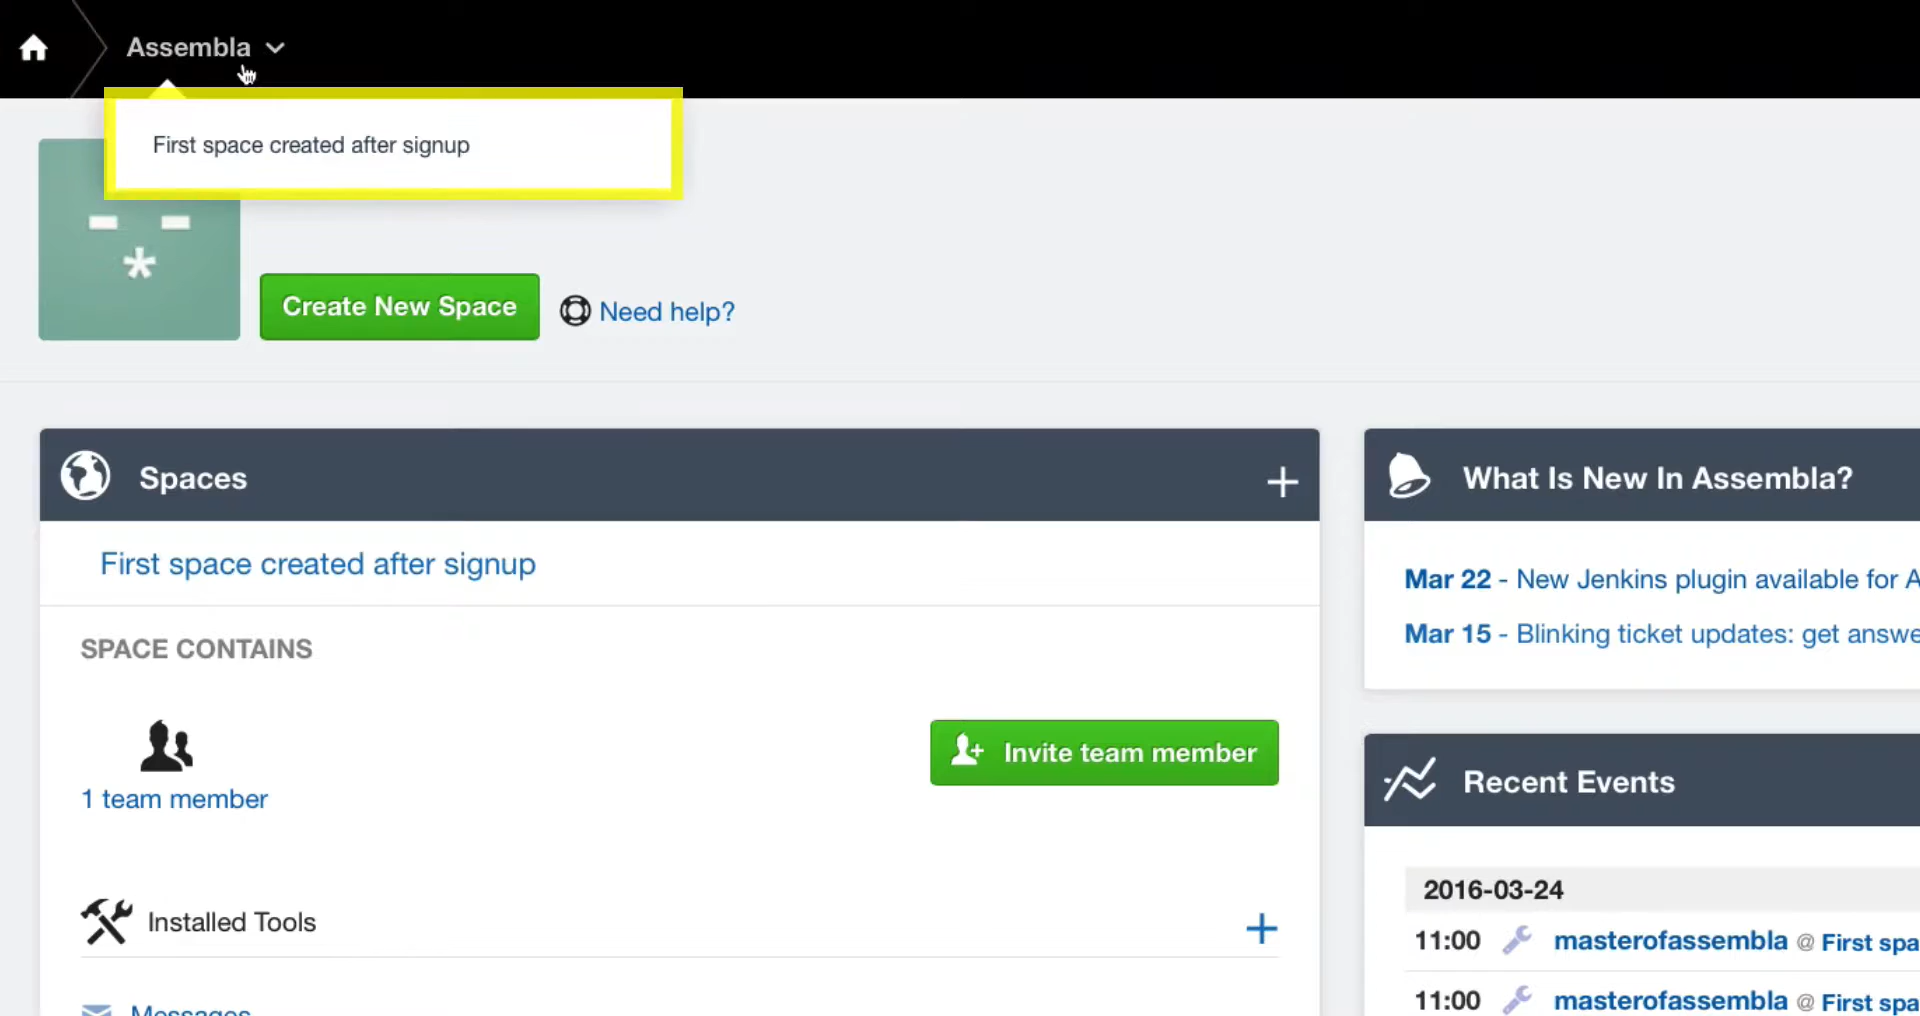 Assembla
First space created after signup
Create New Space
Need help?
Spaces
First space created after signup
SPACE CONTAINS
1 team member
Invite team member
Installed Tools
Messages
What Is New In Assembla?
Mar 22 - New Jenkins plugin available for A
Mar 15 - Blinking ticket updates: get answe
Recent Events
2016-03-24
11:00 masterofassembla @ First spa
11:00 masterofassembla @ First spa